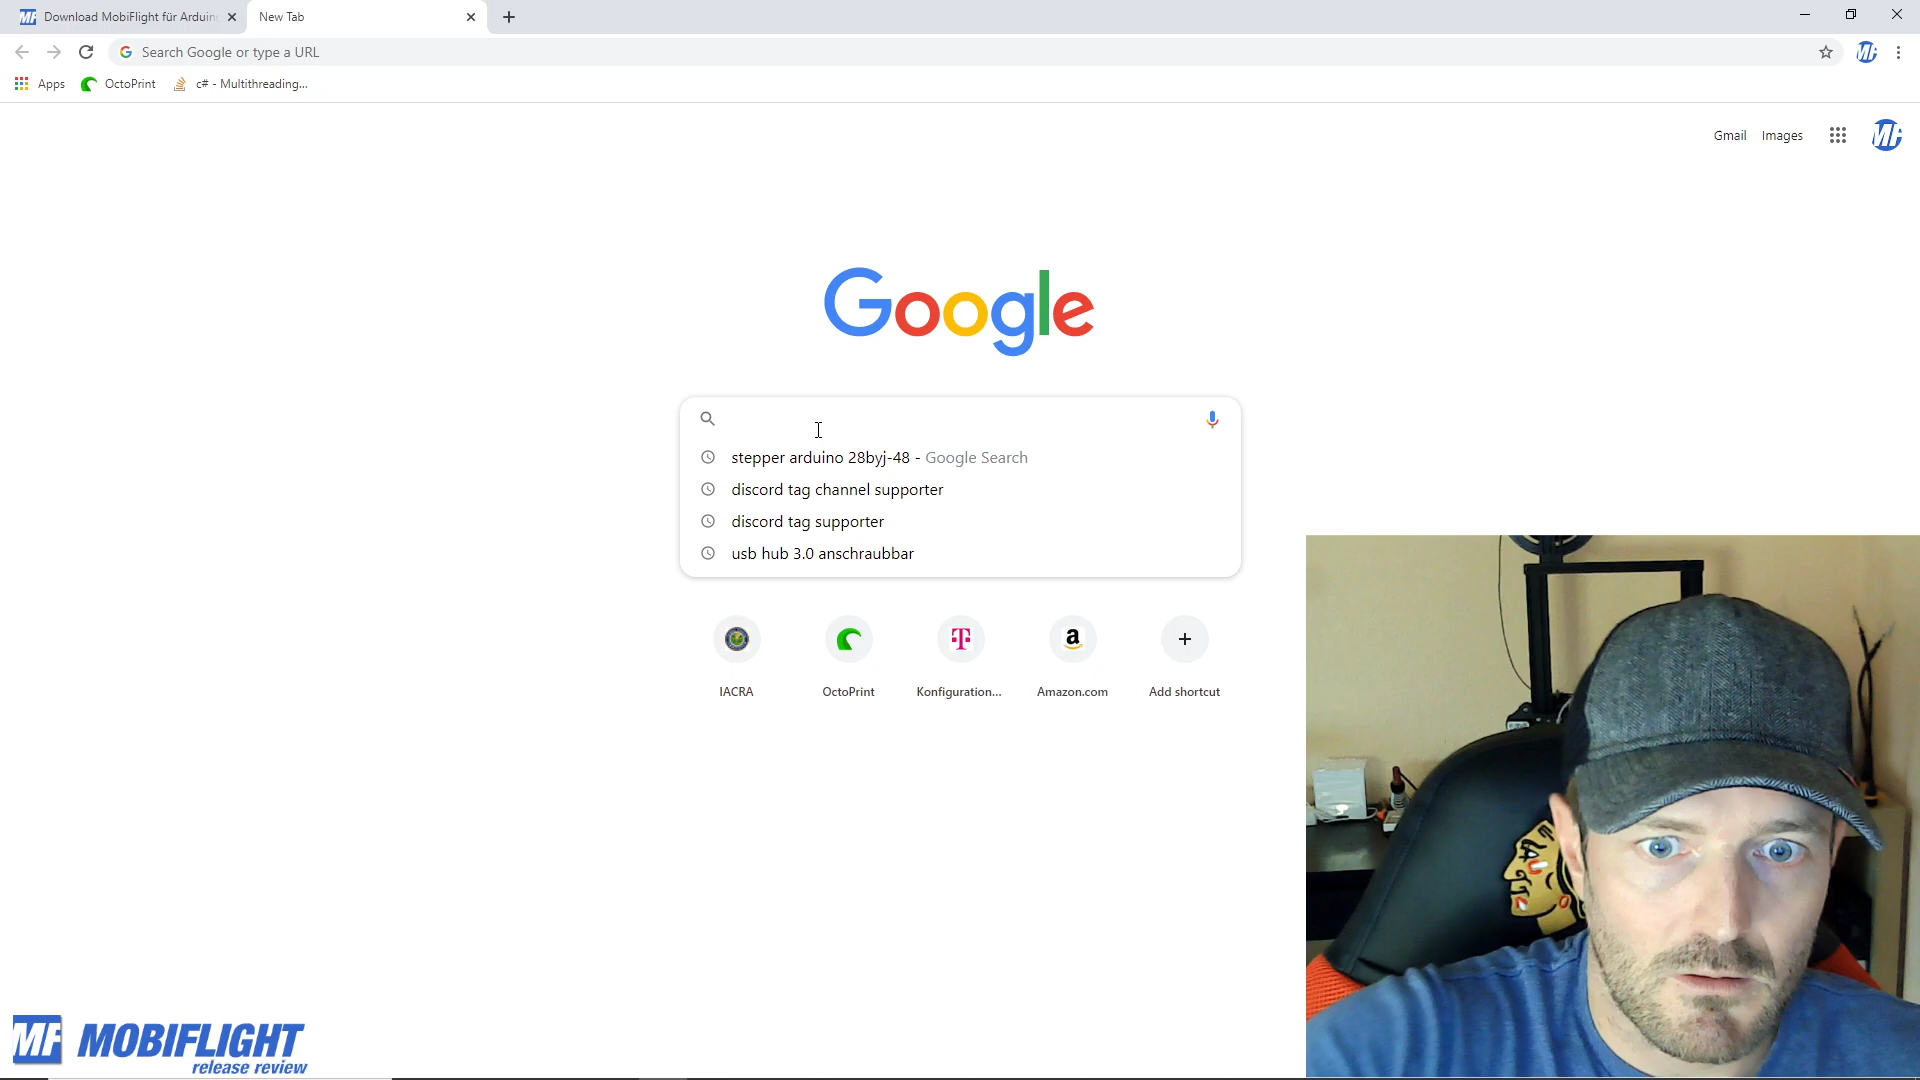 Download MobiFlight für Arduin
New Tab
Search Google or type a URL
Apps
OctoPrint
c# - Multithreading...
Gmail
Images
Google
stepper arduino 28byj-48 - Google Search
discord tag channel supporter
discord tag supporter
usb hub 3.0 anschraubbar
IACRA
OctoPrint
Konfiguration...
Amazon.com
Add shortcut
MF MOBIFLIGHT
release review